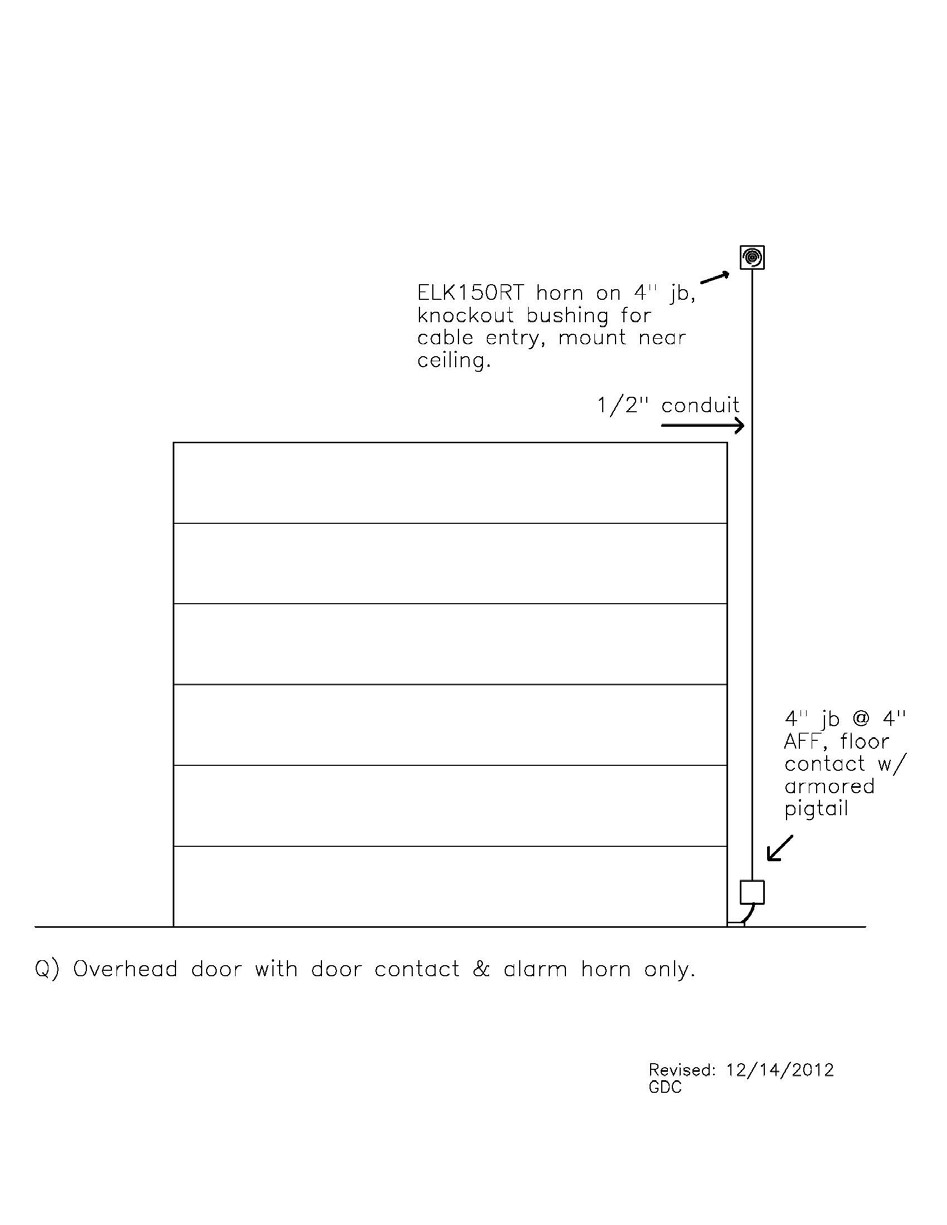 ELK150RT horn on 4" jb,
knockout bushing for
cable entry, mount near
ceiling.
1/2" conduit
4" jb @ 4"
AFF, floor
contact w/
armored
pigtail
Q) Overhead door with door contact & alarm horn only.
Revised: 12/14/2012
GDC